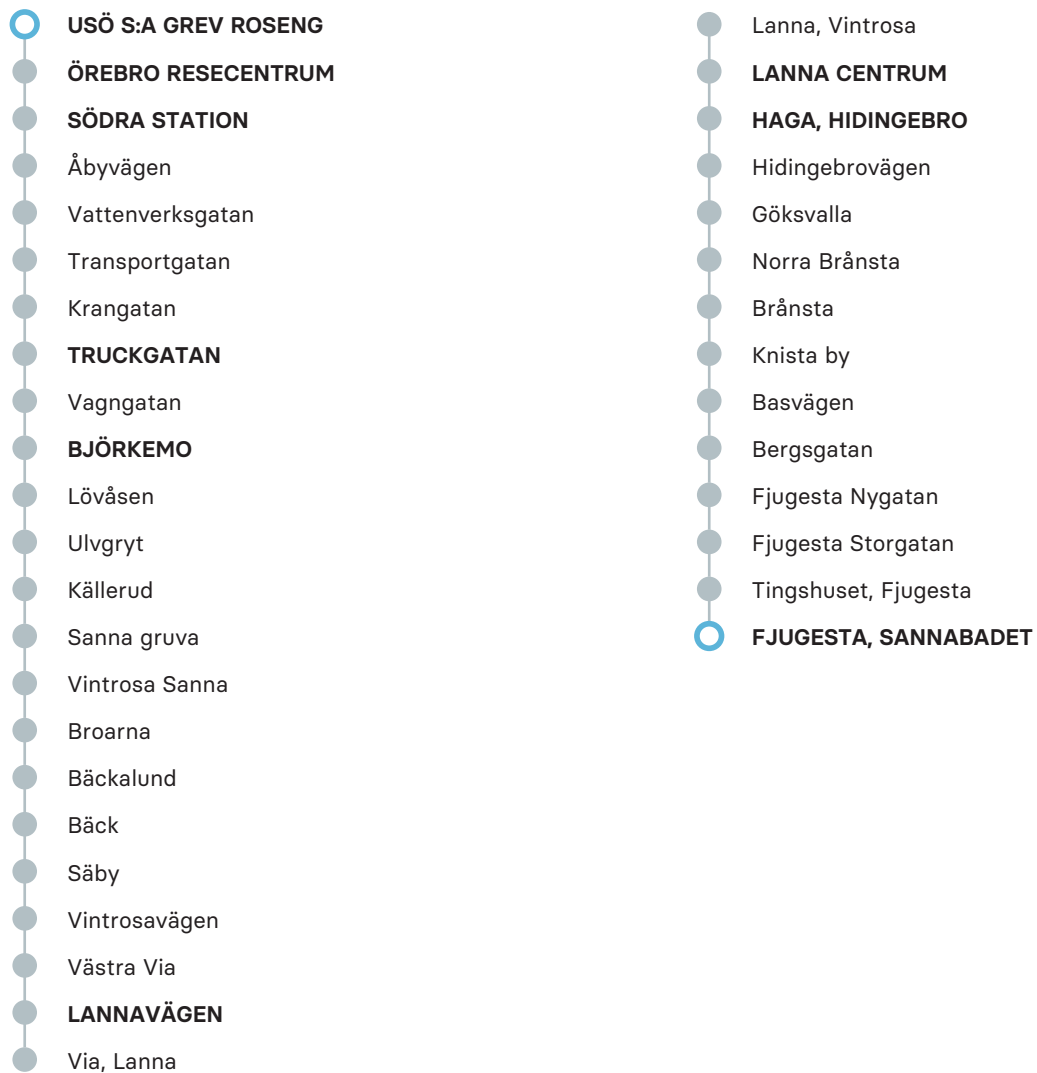 USÖ S:A GREV ROSENG
ÖREBRO RESECENTRUM
SÖDRA STATION
Åbyvägen
Vattenverksgatan
Transportgatan
Krangatan
TRUCKGATAN
Vagngatan
BJÖRKEMO
Lövåsen
Ulvgryt
Källerud
Sanna gruva
Vintrosa Sanna
Broarna
Bäckalund
Bäck
Säby
Vintrosavägen
Västra Via
LANNAVÄGEN
Via, Lanna
Lanna, Vintrosa
LANNA CENTRUM
HAGA, HIDINGEBRO
Hidingebrovägen
Göksvalla
Norra Brånsta
Brånsta
Knista by
Basvägen
Bergsgatan
Fjugesta Nygatan
Fjugesta Storgatan
Tingshuset, Fjugesta
FJUGESTA, SANNABADET